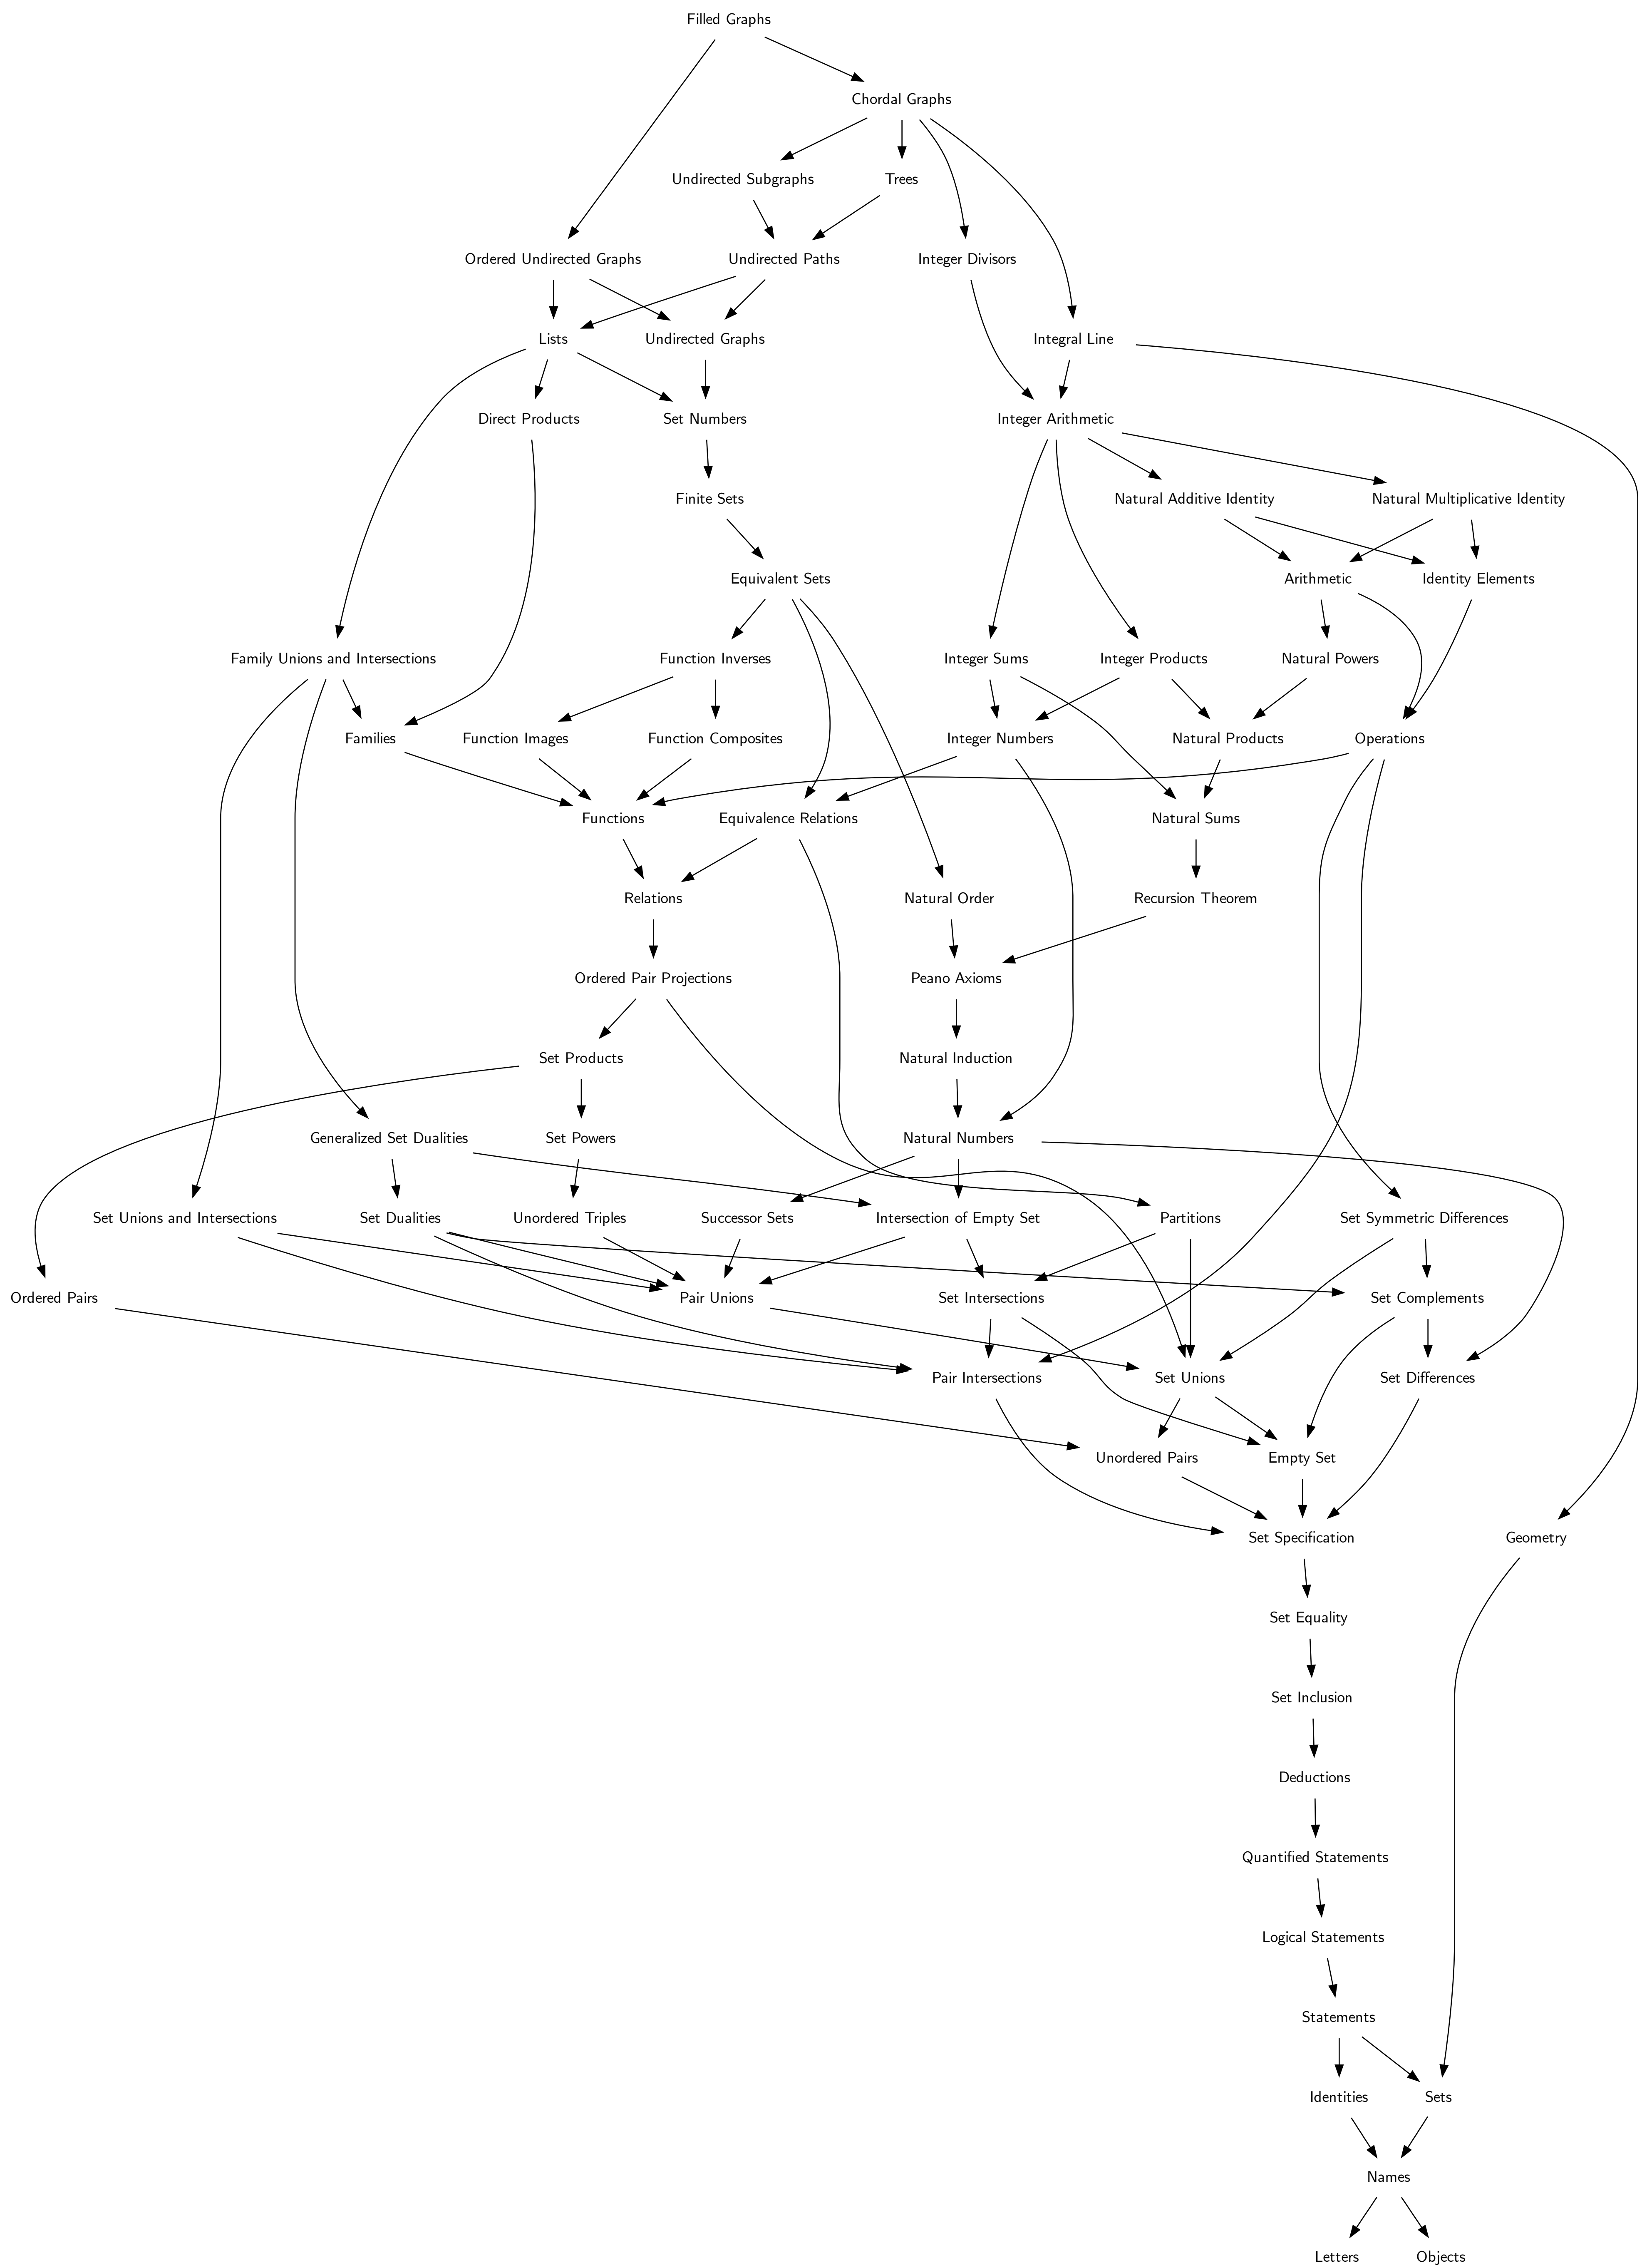 Filled Graphs
Chordal Graphs
Undirected Subgraphs
Trees
Ordered Undirected Graphs
Undirected Paths
Integer Divisors
Lists
Undirected Graphs
Integral Line
Direct Products
Set Numbers
Integer Arithmetic
Finite Sets
Natural Additive Identity
Natural Multiplicative Identity
Equivalent Sets
Arithmetic
Identity Elements
Family Unions and Intersections
Function Inverses
Integer Sums
Integer Products
Natural Powers
Families
Function Images
Function Composites
Integer Numbers
Natural Products
Operations
Functions
Equivalence Relations
Natural Sums
Relations
Natural Order
Recursion Theorem
Ordered Pair Projections
Peano Axioms
Set Products
Natural Induction
Generalized Set Dualities
Set Powers
Natural Numbers
Set Unions and Intersections
Set Dualities
Unordered Triples
Successor Sets
Intersection of Empty Set
Partitions
Set Symmetric Differences
Ordered Pairs
Pair Unions
Set Intersections
Set Complements
Pair Intersections
Set Unions
Set Differences
Unordered Pairs
Empty Set
Set Specification
Geometry
Set Equality
Set Inclusion
Deductions
Quantified Statements
Logical Statements
Statements
Identities
Sets
Names
Letters
Objects